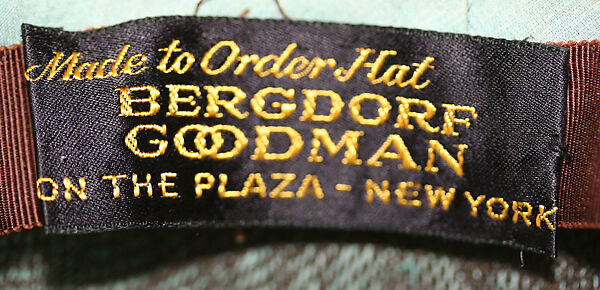 Made to Order Hat
BERGDORF
GOODMAN
ON THE PLAZA - NEW YORK